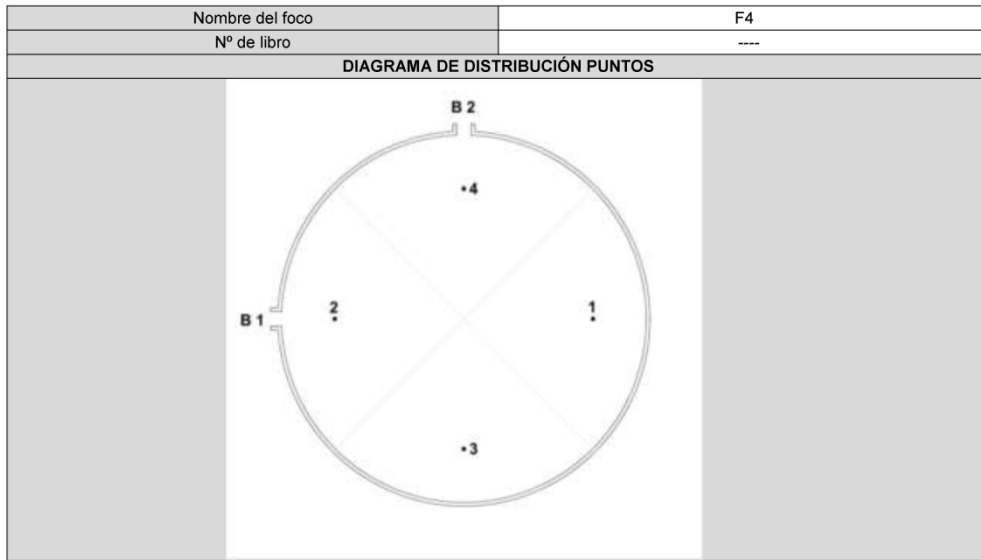 Nombre del foco F4
Nº de libro ----
DIAGRAMA DE DISTRIBUCIÓN PUNTOS
B 2
•4
B 1
2
1
•3